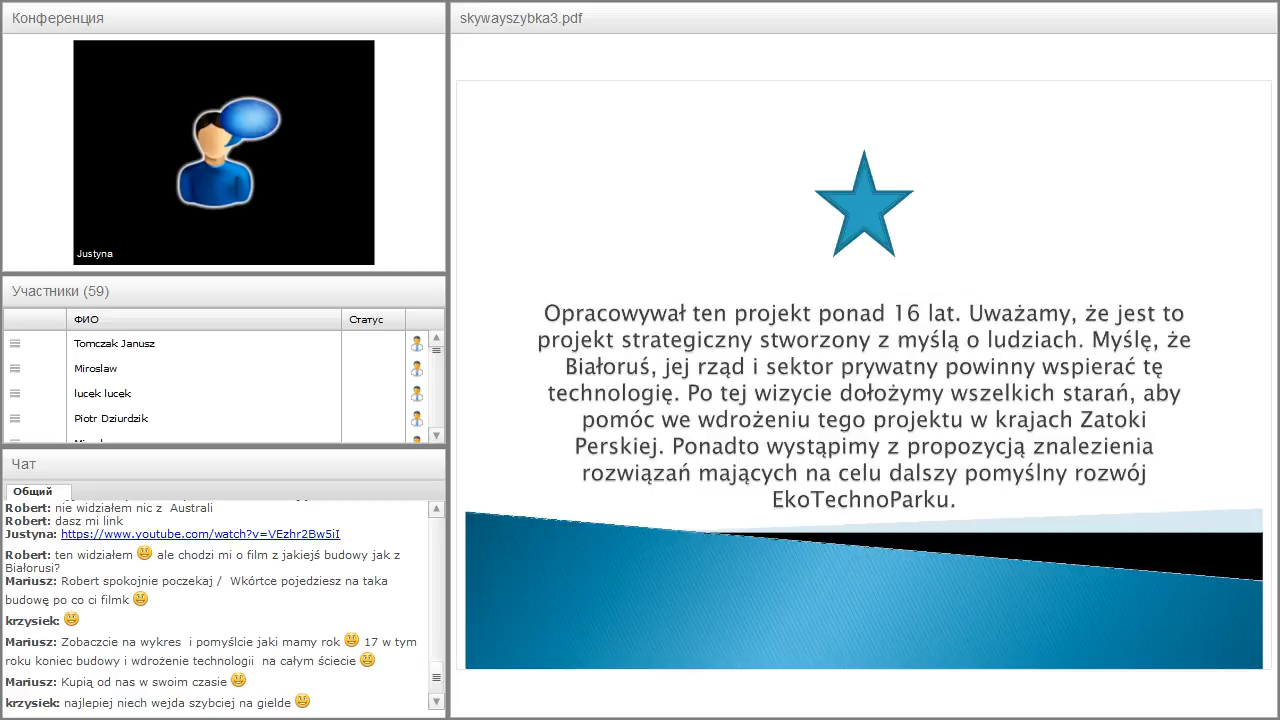 Конференция
Justyna
Участники (59)
ФИО
Статус
Tomczak Janusz
Miroslaw
lucek lucek
Piotr Dziurdzik
Чат
Общий
Robert: nie widziałem nic z Australi
Robert: dasz mi link
Justyna: https://www.youtube.com/watch?v=VEzhr2Bw5iI
Robert: ten widziałem ale chodzi mi o film z jakiejś budowy jak z
Białorusi?
Mariusz: Robert spokojnie poczekaj / Wkórtce pojedziesz na taka
budowę po co ci filmk
krzysiek:
Mariusz: Zobaczcie na wykres i pomyślcie jaki mamy rok 17 w tym
roku koniec budowy i wdrożenie technologii na całym ściecie
Mariusz: Kupią od nas w swoim czasie
krzysiek: najlepiej niech wejda szybciej na gielde
skywayszybka3.pdf
Opracowywał ten projekt ponad 16 lat. Uważamy, że jest to
projekt strategiczny stworzony z myślą o ludziach. Myślę, że
Białoruś, jej rząd i sektor prywatny powinny wspierać tę
technologię. Po tej wizycie dołożymy wszelkich starań, aby
pomóc we wdrożeniu tego projektu w krajach Zatoki
Perskiej. Ponadto wystąpimy z propozycją znalezienia
rozwiązań mających na celu dalszy pomyślny rozwój
EkoTechnoParku.